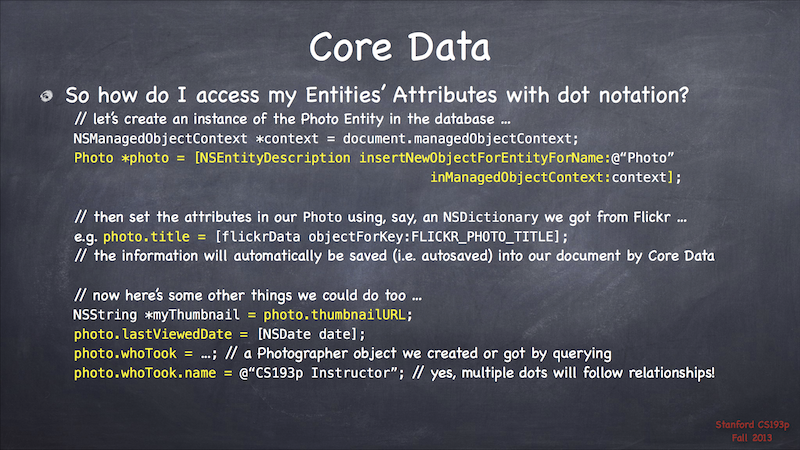 Core Data
So how do I access my Entities’ Attributes with dot notation?
// let’s create an instance of the Photo Entity in the database …
NSManagedObjectContext *context = document.managedObjectContext;
Photo *photo = [NSEntityDescription insertNewObjectForEntityForName:@“Photo”
inManagedObjectContext:context];
// then set the attributes in our Photo using, say, an NSDictionary we got from Flickr …
e.g. photo.title = [flickrData objectForKey:FLICKR_PHOTO_TITLE];
// the information will automatically be saved (i.e. autosaved) into our document by Core Data
// now here’s some other things we could do too …
NSString *myThumbnail = photo.thumbnailURL;
photo.lastViewedDate = [NSDate date];
photo.whoTook = …; // a Photographer object we created or got by querying
photo.whoTook.name = @“CS193p Instructor”; // yes, multiple dots will follow relationships!
Stanford CS193p
Fall 2013